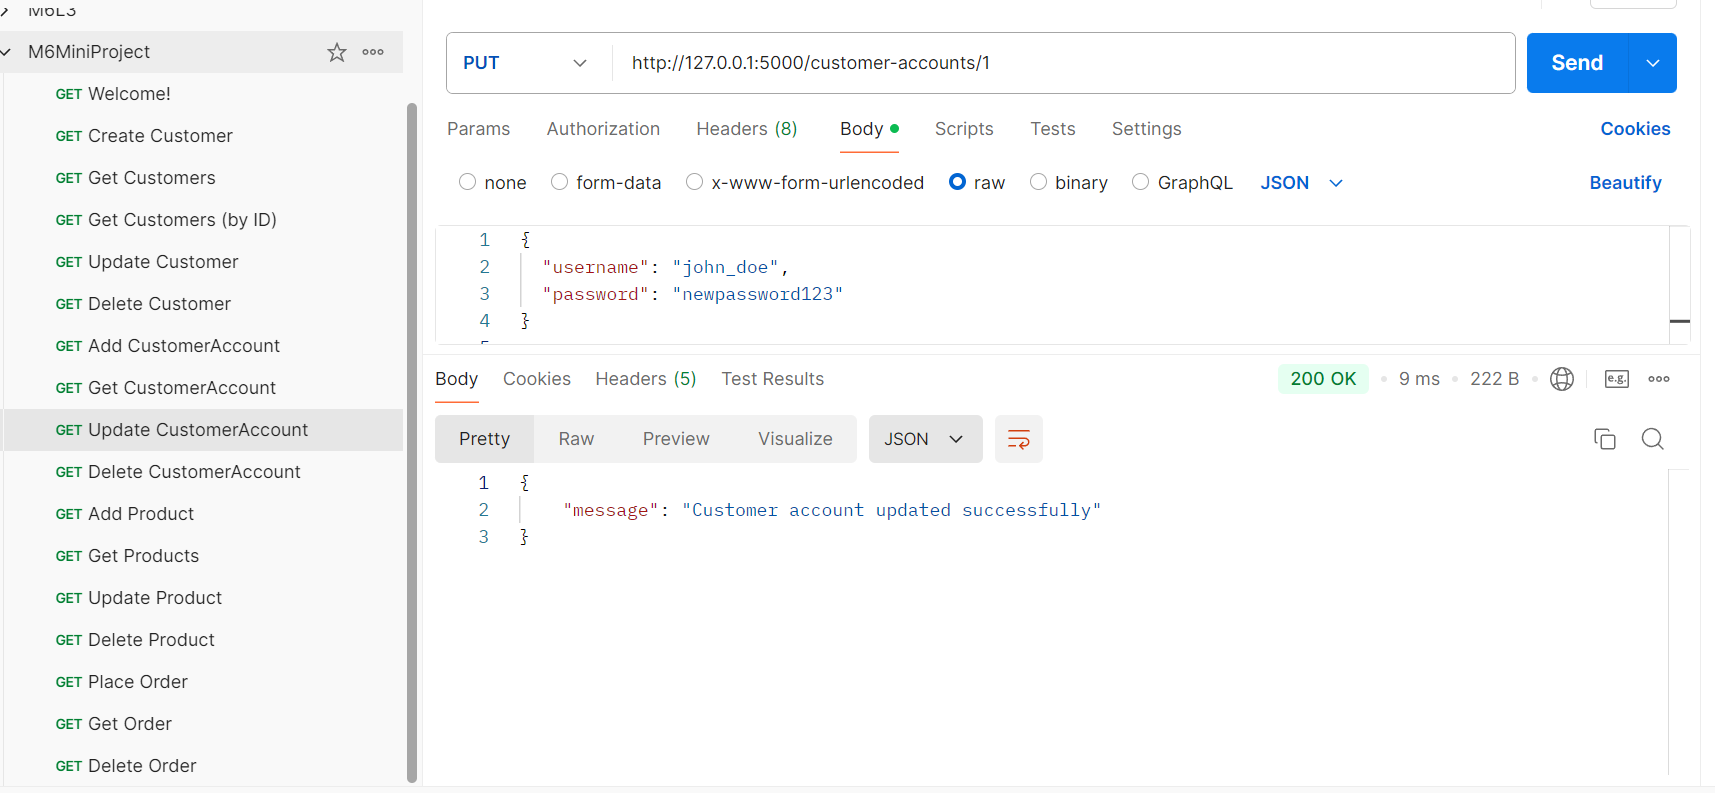 M6L3
M6MiniProject
GET Welcome!
GET Create Customer
GET Get Customers
GET Get Customers (by ID)
GET Update Customer
GET Delete Customer
GET Add CustomerAccount
GET Get CustomerAccount
GET Update CustomerAccount
GET Delete CustomerAccount
GET Add Product
GET Get Products
GET Update Product
GET Delete Product
GET Place Order
GET Get Order
GET Delete Order
PUT http://127.0.0.1:5000/customer-accounts/1 Send
Params Authorization Headers (8) Body Scripts Tests Settings Cookies
none form-data x-www-form-urlencoded raw binary GraphQL JSON Beautify
1 {
2 "username": "john_doe",
3 "password": "newpassword123"
4 }
5
Body Cookies Headers (5) Test Results 200 OK 9 ms 222 B e.g.
Pretty Raw Preview Visualize JSON
1 {
2 "message": "Customer account updated successfully"
3 }